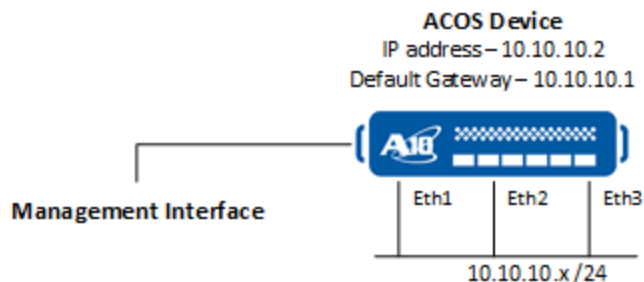 ACOS Device
IP address – 10.10.10.2
Default Gateway – 10.10.10.1
A10
Eth1
Eth2
Eth3
Management Interface
10.10.10.x /24